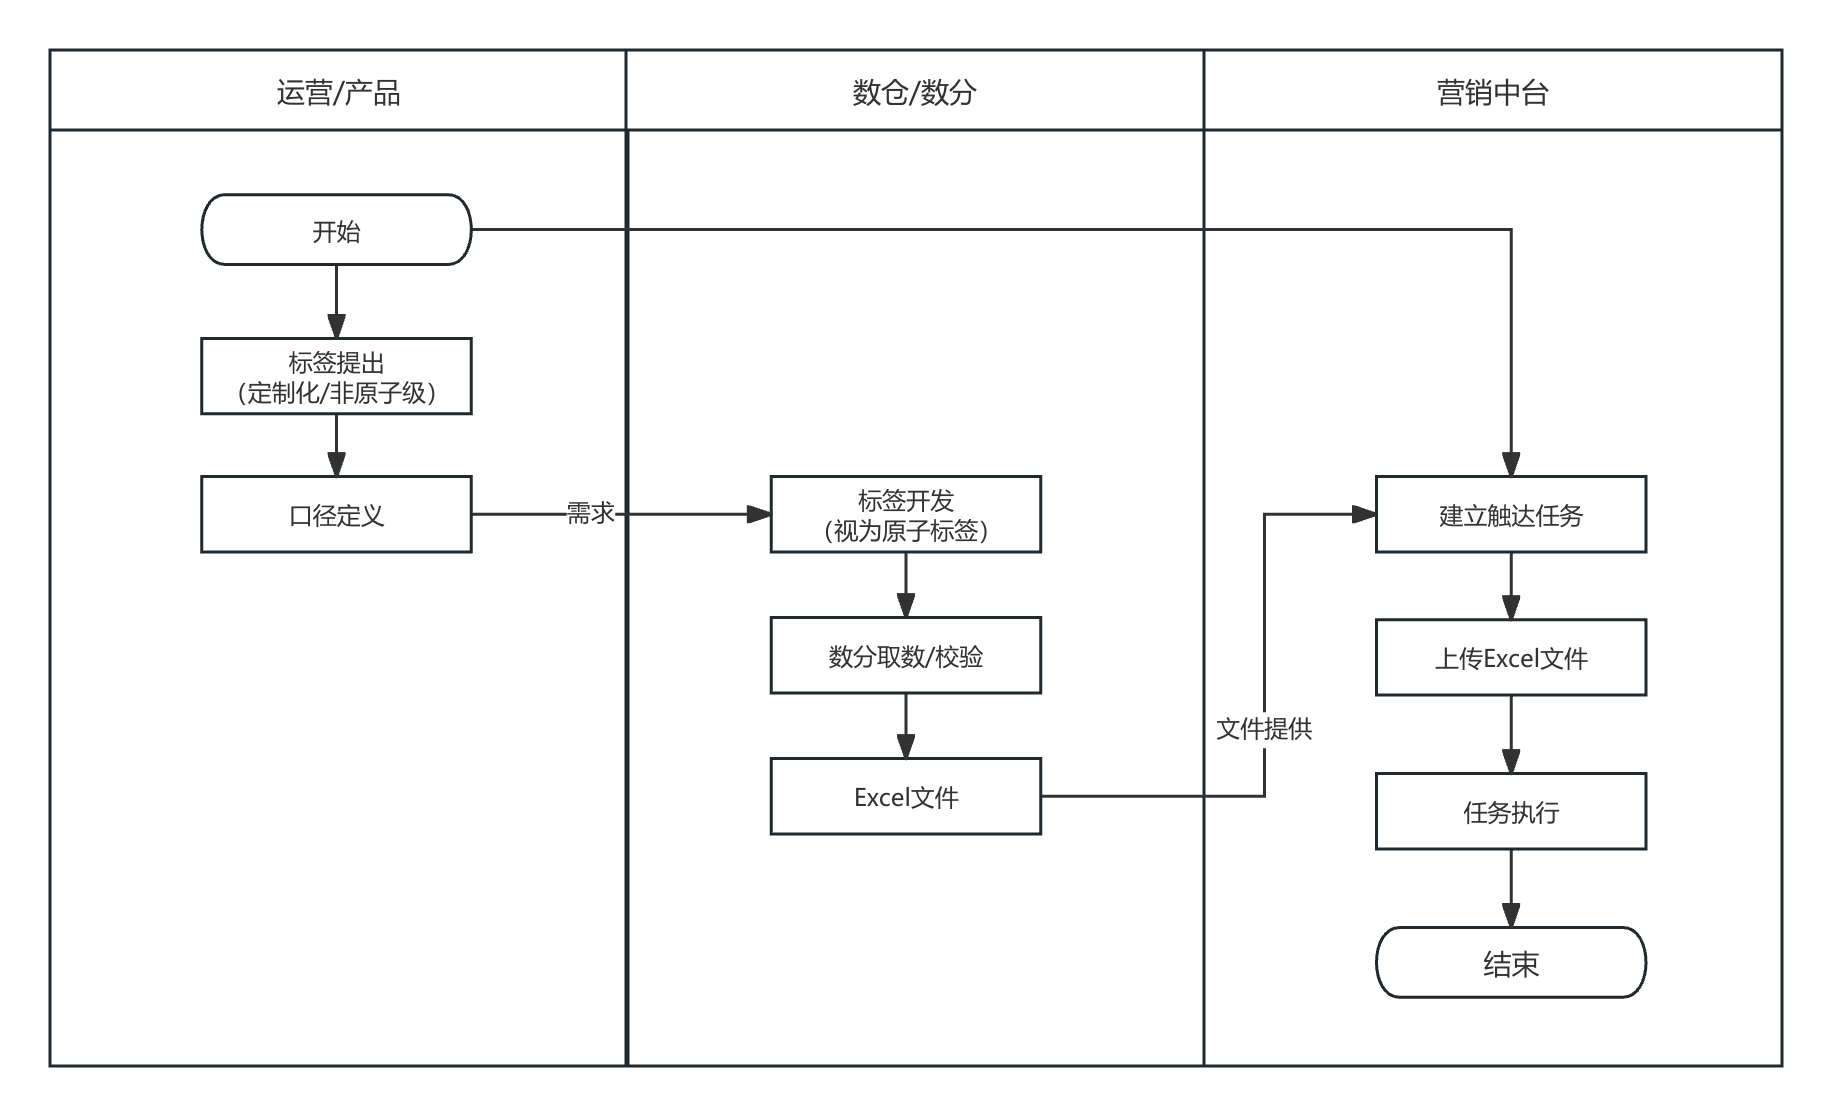 运营/产品
数仓/数分
营销中台
开始
标签提出
(定制化/非原子级)
口径定义
需求
标签开发
(视为原子标签)
数分取数/校验
Excel文件
文件提供
建立触达任务
上传Excel文件
任务执行
结束